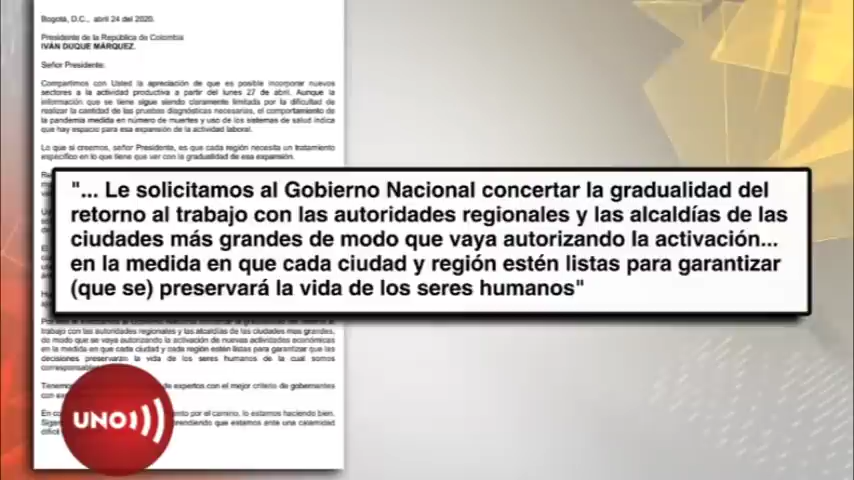 Bogotá, D.C., abril 24 del 2020.
Presidente de la República de Colombia
IVÁN DUQUE MÁRQUEZ.
Señor Presidente:
Compartimos con Usted la apreciación de que es posible incorporar nuevos
sectores a la actividad productiva a partir del lunes 27 de abril. Aunque la
información que se tiene sigue siendo claramente limitada por la dificultad de
realizar la cantidad de las pruebas diagnósticas necesarias, el comportamiento de
la pandemia medida en número de muertes y uso de los sistemas de salud indica
que hay espacio para esa expansión de la actividad laboral.
Lo que si creemos, señor Presidente, es que cada región necesita un tratamiento
específico en lo que tiene que ver con la gradualidad de esa expansión.
"... Le solicitamos al Gobierno Nacional concertar la gradualidad del
retorno al trabajo con las autoridades regionales y las alcaldías de las
ciudades más grandes de modo que vaya autorizando la activación...
en la medida en que cada ciudad y región estén listas para garantizar
(que se) preservará la vida de los seres humanos"
trabajo con las autoridades regionales y las alcaldías de las ciudades mas grandes,
do modo que se vaya autorizando la activación de nuevas actividades económicas
en la medida en que cada ciudad y cada región estén listas para garantizar que las
decisiones preservarán la vida de los seres humanos de la cual somos
corresponsables
Tenemos de expertos con el mejor criterio de gobernantes
con
En c nto por el camino, lo estamos haciendo bien.
Sigan rendiendo que estamos ante una calamidad
difícil
UNO